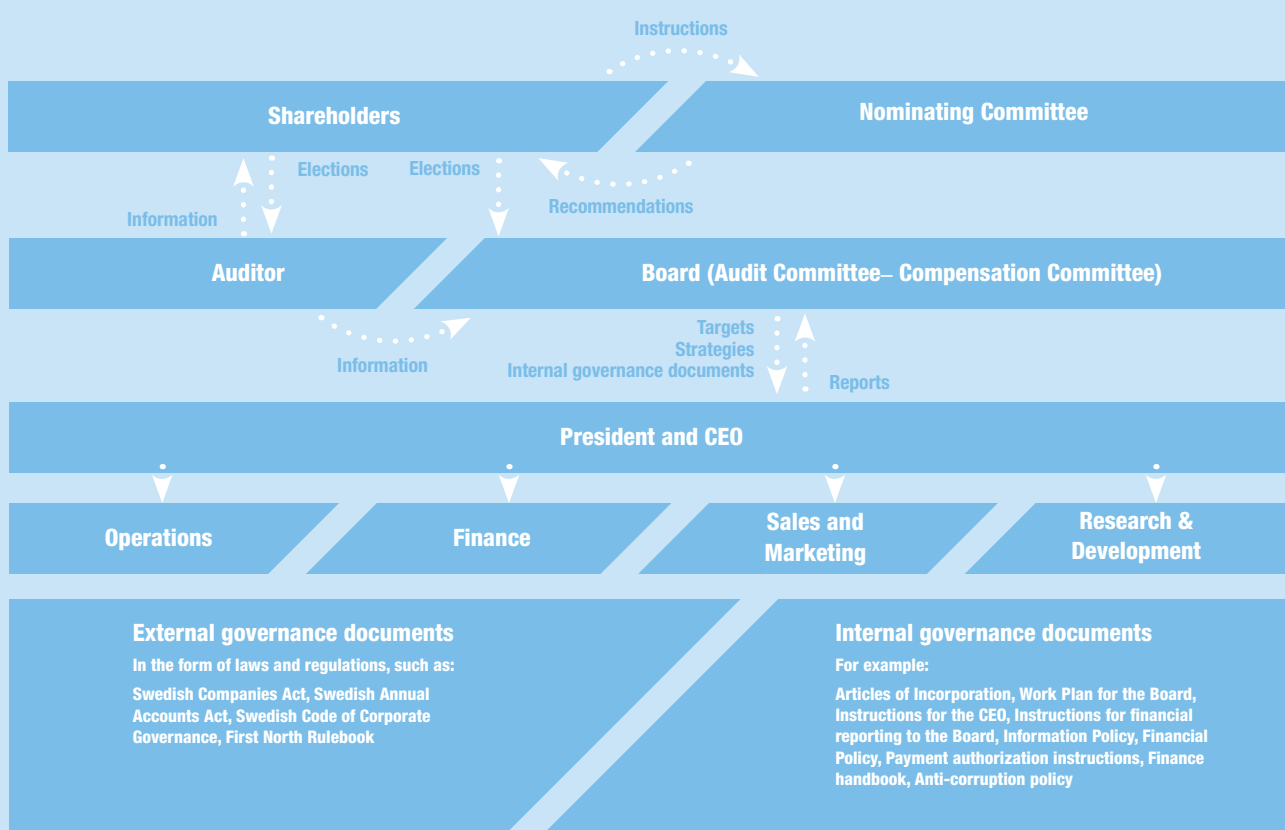 Instructions
Shareholders
Nominating Committee
Elections
Elections
Information
Recommendations
Auditor
Board (Audit Committee– Compensation Committee)
Information
Targets
Strategies
Internal governance documents
Reports
President and CEO
Operations
Finance
Sales and
Marketing
Research &
Development
External governance documents
In the form of laws and regulations, such as:
Swedish Companies Act, Swedish Annual
Accounts Act, Swedish Code of Corporate
Governance, First North Rulebook
Internal governance documents
For example:
Articles of Incorporation, Work Plan for the Board,
Instructions for the CEO, Instructions for financial
reporting to the Board, Information Policy, Financial
Policy, Payment authorization instructions, Finance
handbook, Anti-corruption policy